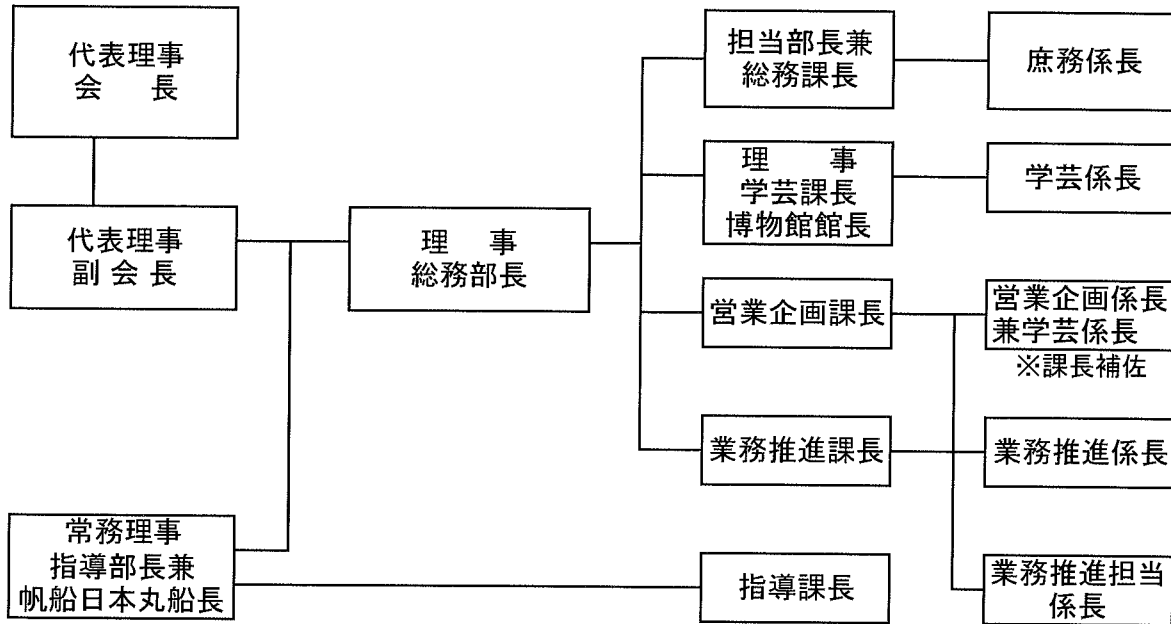 代表理事
会　　長
代表理事
副 会 長
常務理事
指導部長兼
帆船日本丸船長
理　　事
総務部長
担当部長兼
総務課長
庶務係長
理　　事
学芸課長
博物館館長
学芸係長
営業企画課長
営業企画係長
兼学芸係長
※課長補佐
業務推進課長
業務推進係長
指導課長
業務推進担当
係長